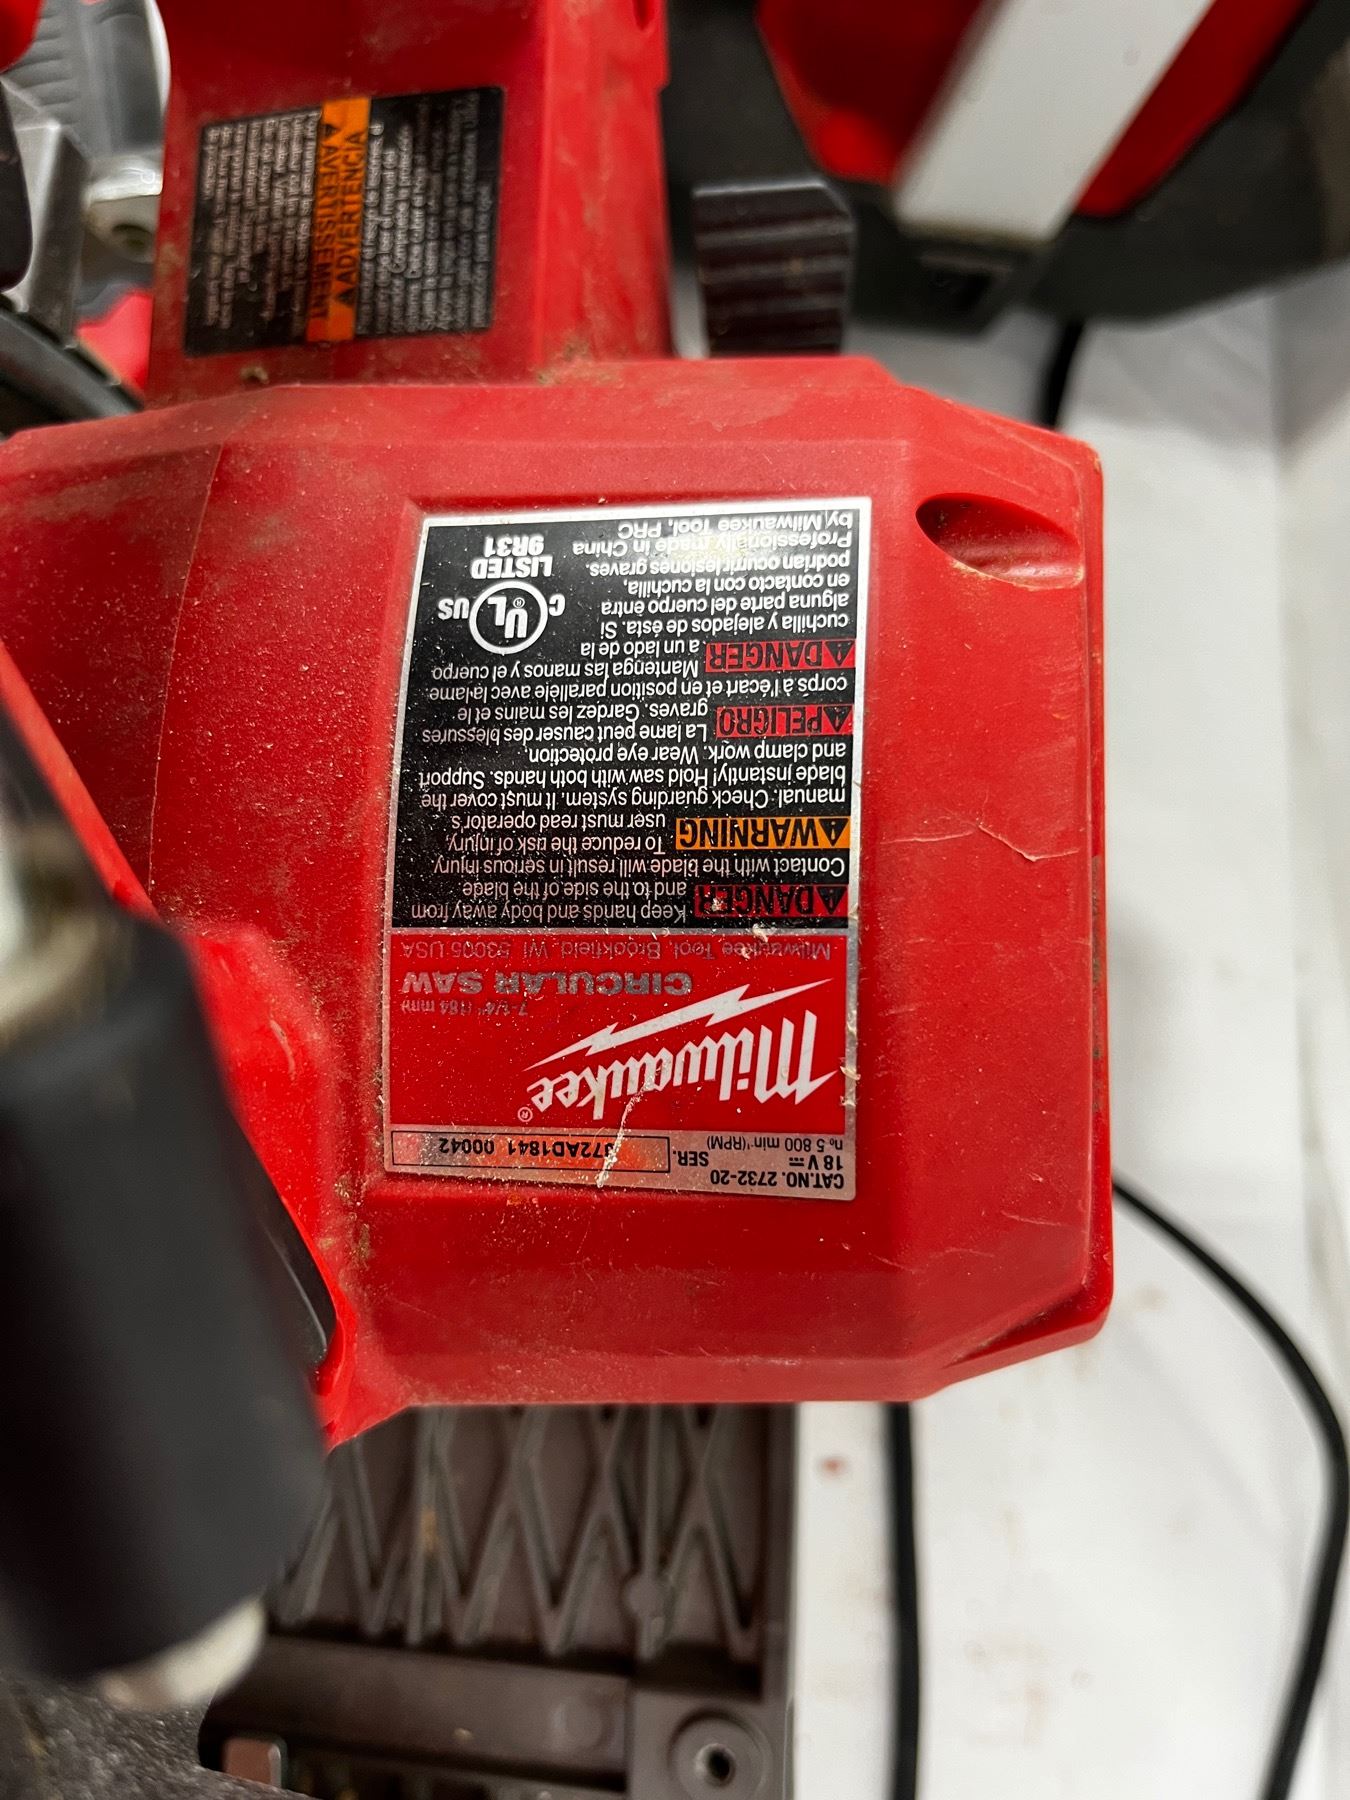 CAT.NO. 2732-20
18 V ⎓ SER. 372AD1841 00042
n₀ 5 800 min⁻¹(RPM)
Milwaukee®
7-1/4" (184 mm)
CIRCULAR SAW
Milwaukee Tool, Brookfield, WI 53005 USA
⚠DANGER Keep hands and body away from
and to the side of the blade
Contact with the blade will result in serious injury
⚠WARNING To reduce the risk of injury,
user must read operator's
manual. Check guarding system. It must cover the
blade instantly! Hold saw with both hands. Support
and clamp work. Wear eye protection.
⚠PELIGRO La lame peut causer des blessures
graves. Gardez les mains et le
corps à l'écart et en position parallèle avec la lame
⚠DANGER Mantenga las manos y el cuerpo
a un lado de la
cuchilla y alejados de ésta. Si
alguna parte del cuerpo entra
en contacto con la cuchilla,
podrían ocurrir lesiones graves.
Professionally made in China
by Milwaukee Tool, PRC
C UL® US
LISTED
9R31
⚠AVERTISSEMENT
⚠ADVERTENCIA